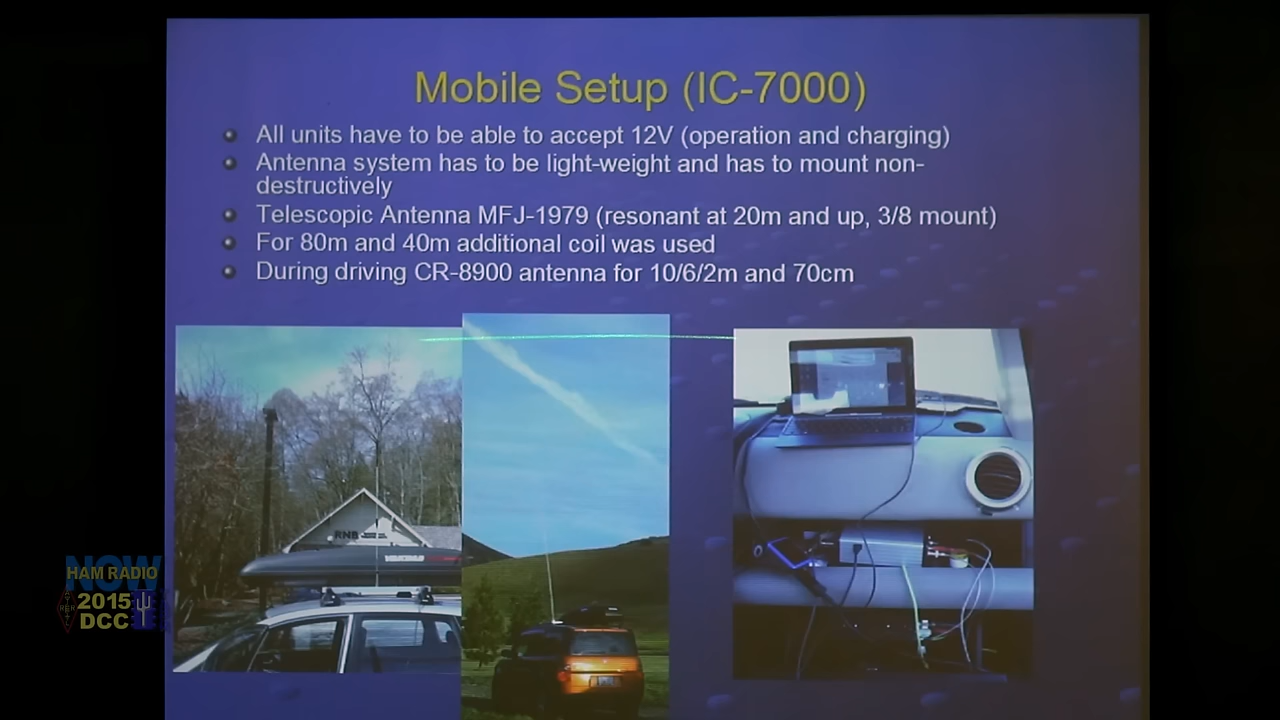 Mobile Setup (IC-7000)
All units have to be able to accept 12V (operation and charging)
Antenna system has to be light-weight and has to mount non-
destructively
Telescopic Antenna MFJ-1979 (resonant at 20m and up, 3/8 mount)
For 80m and 40m additional coil was used
During driving CR-8900 antenna for 10/6/2m and 70cm
RNB
YAKIMA
NOW
HAM RADIO
2015
DCC